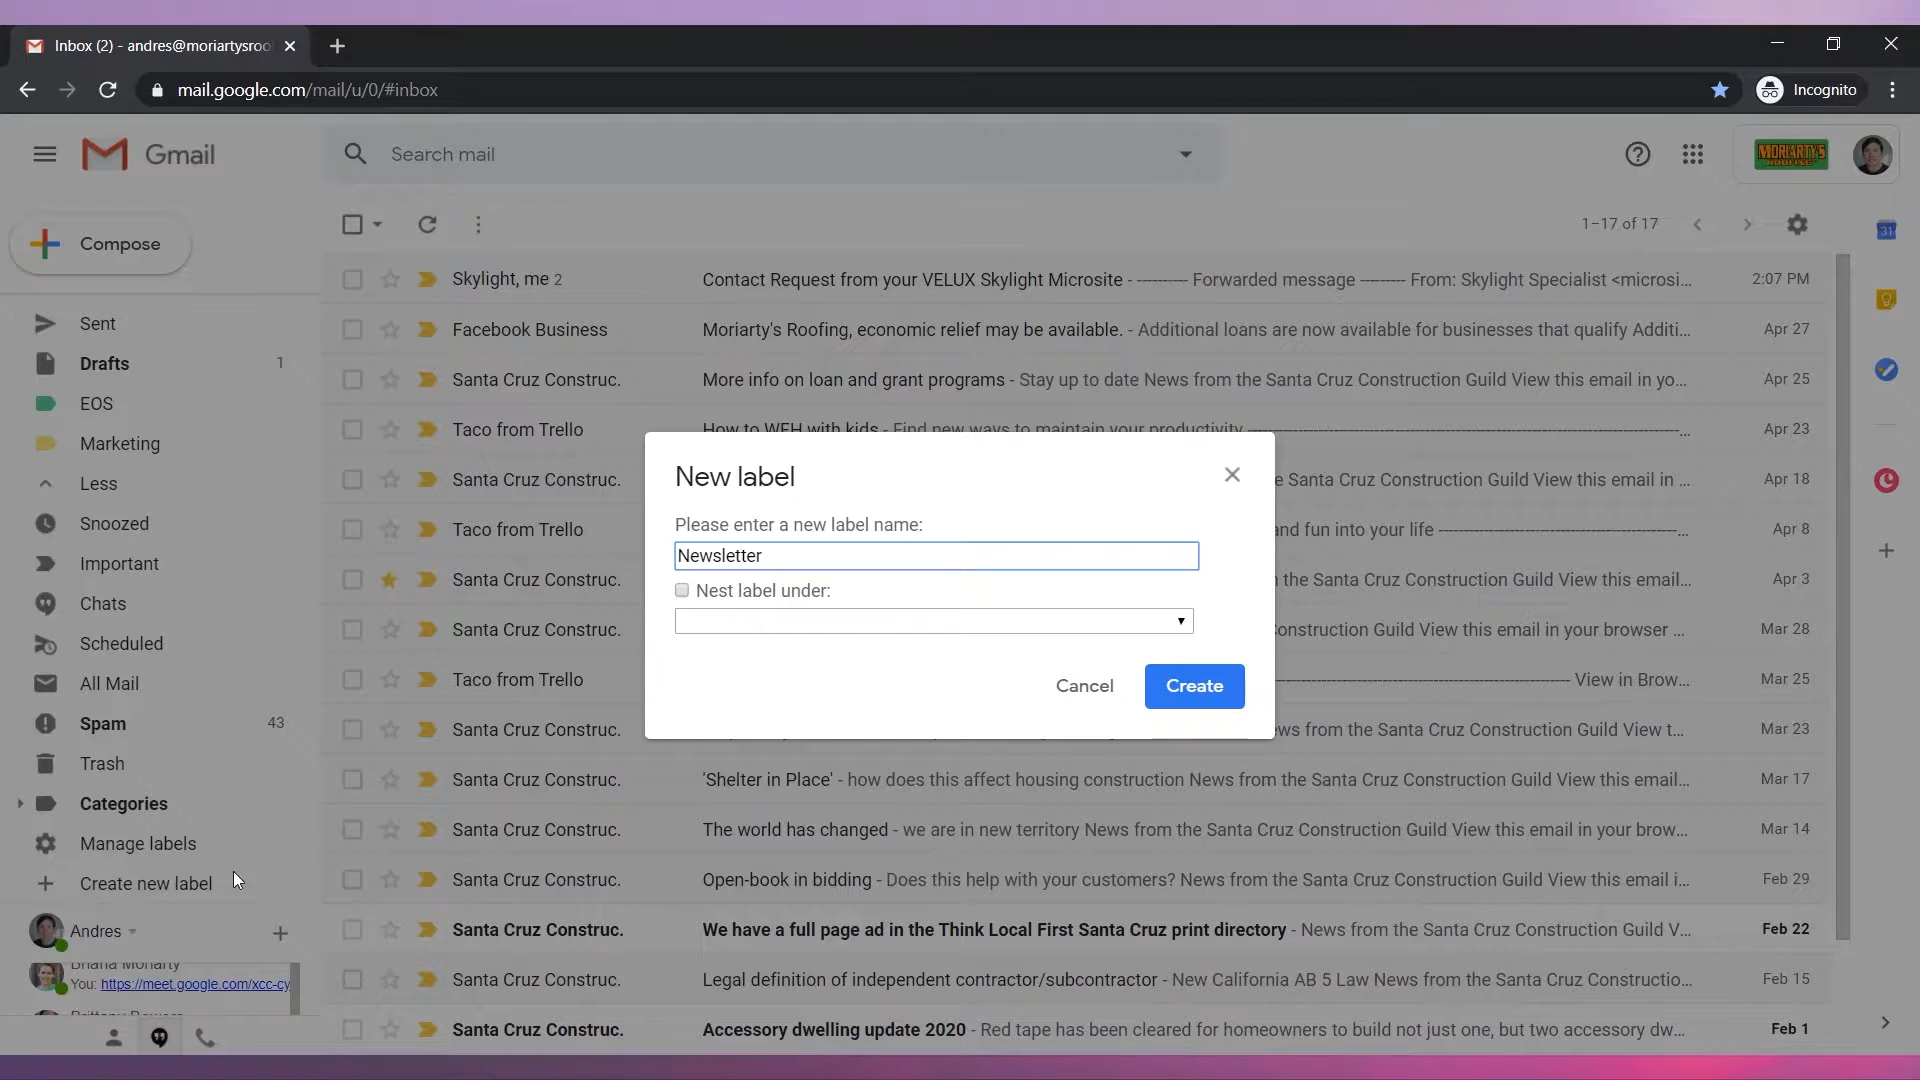 Inbox (2) - andres@moriartysroo
mail.google.com/mail/u/0/#inbox
Incognito
Gmail
Search mail
MORIARTY'S
ROOFING
Compose
1–17 of 17
31
Sent
Drafts 1
EOS
Marketing
Less
Snoozed
Important
Chats
Scheduled
All Mail
Spam 43
Trash
Categories
Manage labels
Create new label
Andres
Briana Moriarty
You: https://meet.google.com/xcc-cy
Skylight, me 2 Contact Request from your VELUX Skylight Microsite - ---------- Forwarded message --------- From: Skylight Specialist <microsi... 2:07 PM
Facebook Business Moriarty's Roofing, economic relief may be available. - Additional loans are now available for businesses that qualify Additi... Apr 27
Santa Cruz Construc. More info on loan and grant programs - Stay up to date News from the Santa Cruz Construction Guild View this email in yo... Apr 25
Taco from Trello How to WFH with kids - Find new ways to maintain your productivity ... Apr 23
Santa Cruz Construc. e Santa Cruz Construction Guild View this email in ... Apr 18
Taco from Trello and fun into your life ... Apr 8
Santa Cruz Construc. the Santa Cruz Construction Guild View this email... Apr 3
Santa Cruz Construc. onstruction Guild View this email in your browser ... Mar 28
Taco from Trello View in Brow... Mar 25
Santa Cruz Construc. ws from the Santa Cruz Construction Guild View t... Mar 23
Santa Cruz Construc. 'Shelter in Place' - how does this affect housing construction News from the Santa Cruz Construction Guild View this email... Mar 17
Santa Cruz Construc. The world has changed - we are in new territory News from the Santa Cruz Construction Guild View this email in your brow... Mar 14
Santa Cruz Construc. Open-book in bidding - Does this help with your customers? News from the Santa Cruz Construction Guild View this email i... Feb 29
Santa Cruz Construc. We have a full page ad in the Think Local First Santa Cruz print directory - News from the Santa Cruz Construction Guild V... Feb 22
Santa Cruz Construc. Legal definition of independent contractor/subcontractor - New California AB 5 Law News from the Santa Cruz Constructio... Feb 15
Santa Cruz Construc. Accessory dwelling update 2020 - Red tape has been cleared for homeowners to build not just one, but two accessory dw... Feb 1
New label
Please enter a new label name:
Newsletter
Nest label under:
Cancel
Create